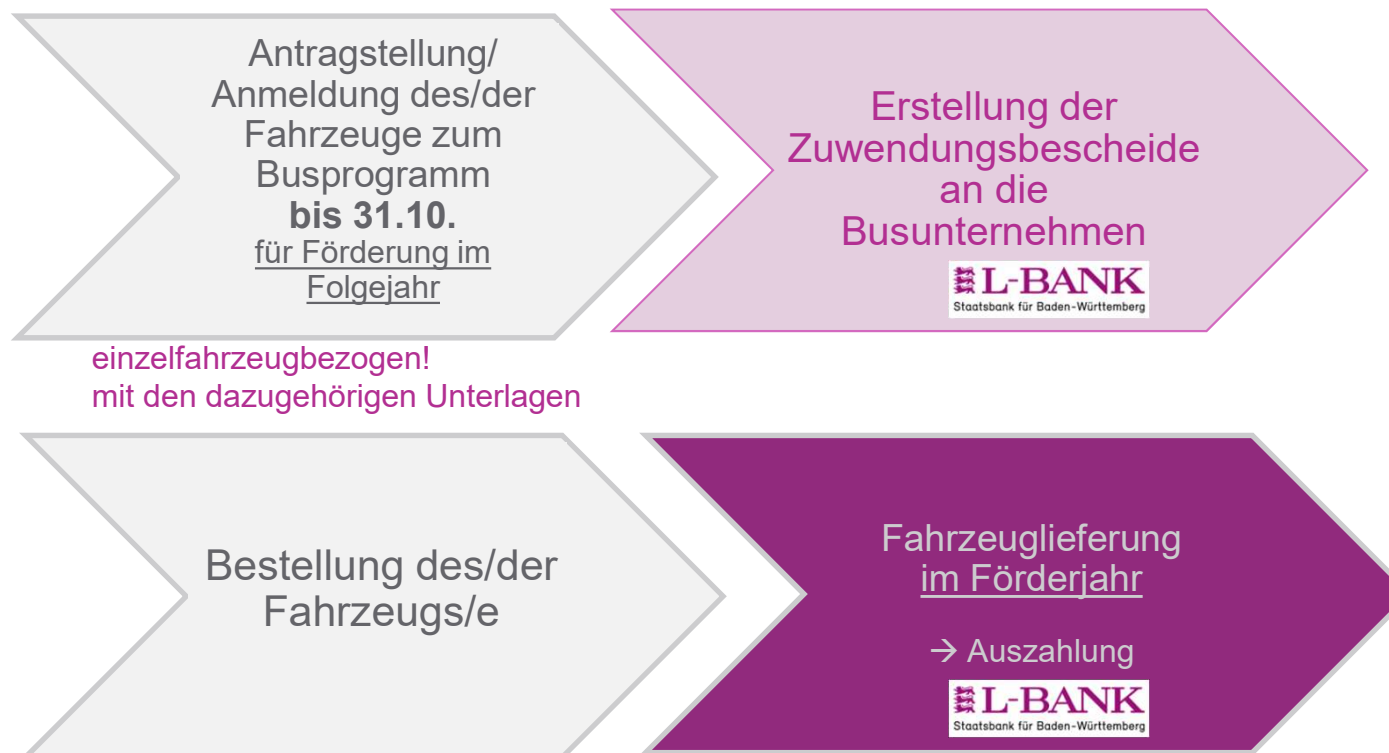 Antragstellung/
Anmeldung des/der
Fahrzeuge zum
Busprogramm
bis 31.10.
für Förderung im
Folgejahr
einzelfahrzeugbezogen!
mit den dazugehörigen Unterlagen
Erstellung der
Zuwendungsbescheide
an die
Busunternehmen
L-BANK
Staatsbank für Baden-Württemberg
Bestellung des/der
Fahrzeugs/e
Fahrzeuglieferung
im Förderjahr
→ Auszahlung
L-BANK
Staatsbank für Baden-Württemberg